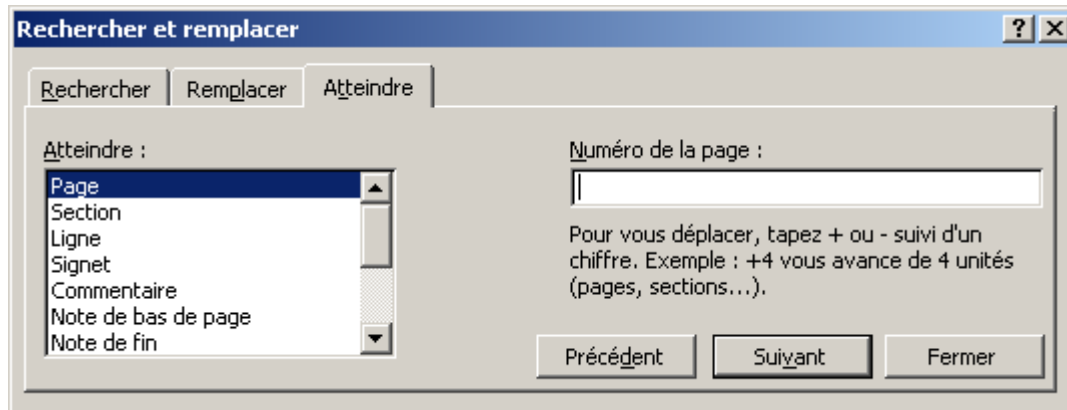 Rechercher et remplacer
Rechercher Remplacer Atteindre
Atteindre :
Page
Section
Ligne
Signet
Commentaire
Note de bas de page
Note de fin
Numéro de la page :
Pour vous déplacer, tapez + ou - suivi d'un
chiffre. Exemple : +4 vous avance de 4 unités
(pages, sections...).
Précédent Suivant Fermer